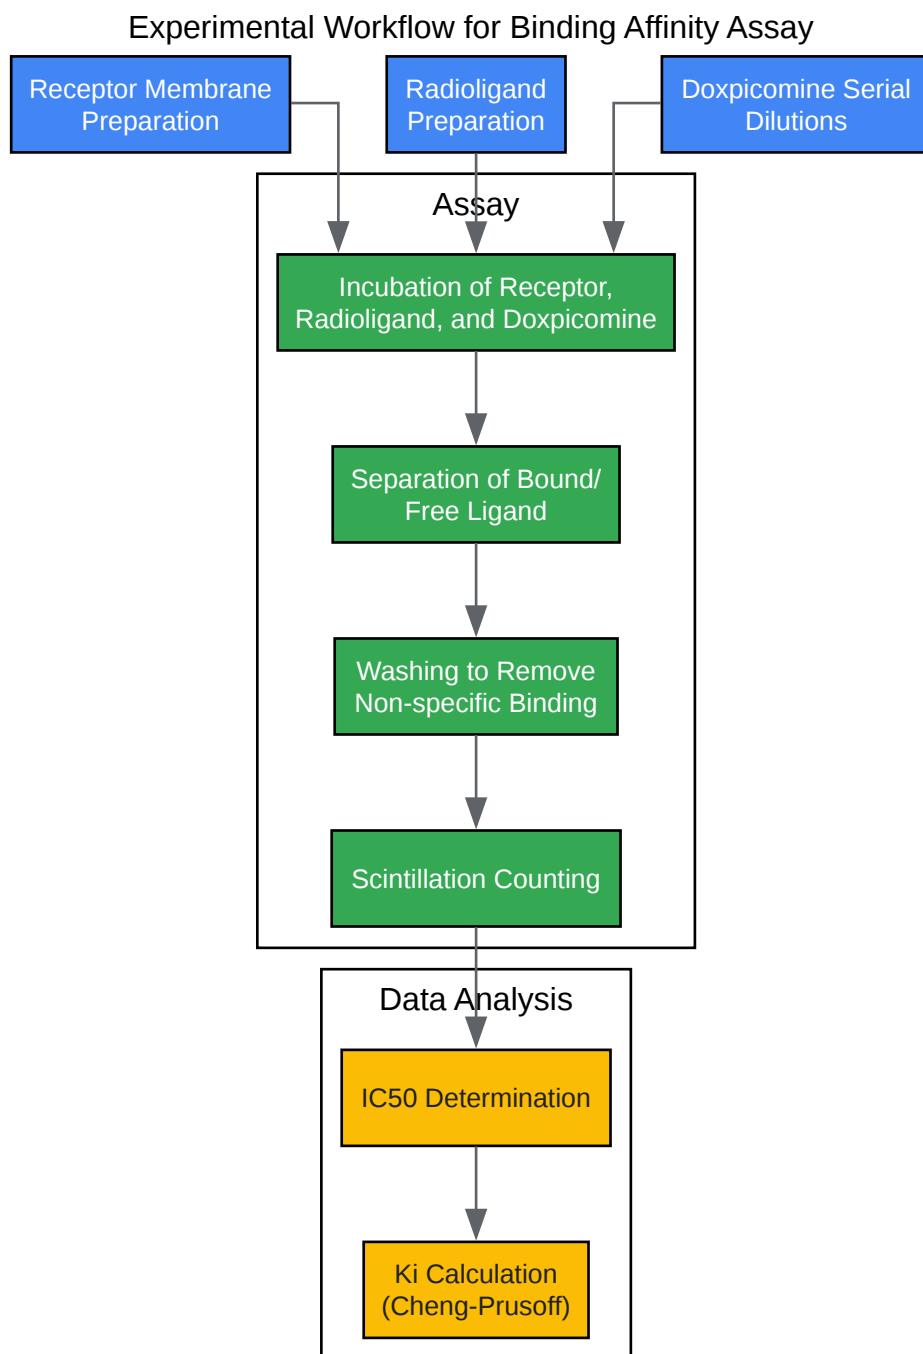 Experimental Workflow for Binding Affinity Assay
Receptor Membrane
Preparation
Radioligand
Preparation
Doxpicomine Serial
Dilutions
Assay
Incubation of Receptor,
Radioligand, and Doxpicomine
Separation of Bound/
Free Ligand
Washing to Remove
Non-specific Binding
Scintillation Counting
Data Analysis
IC50 Determination
Ki Calculation
(Cheng-Prusoff)